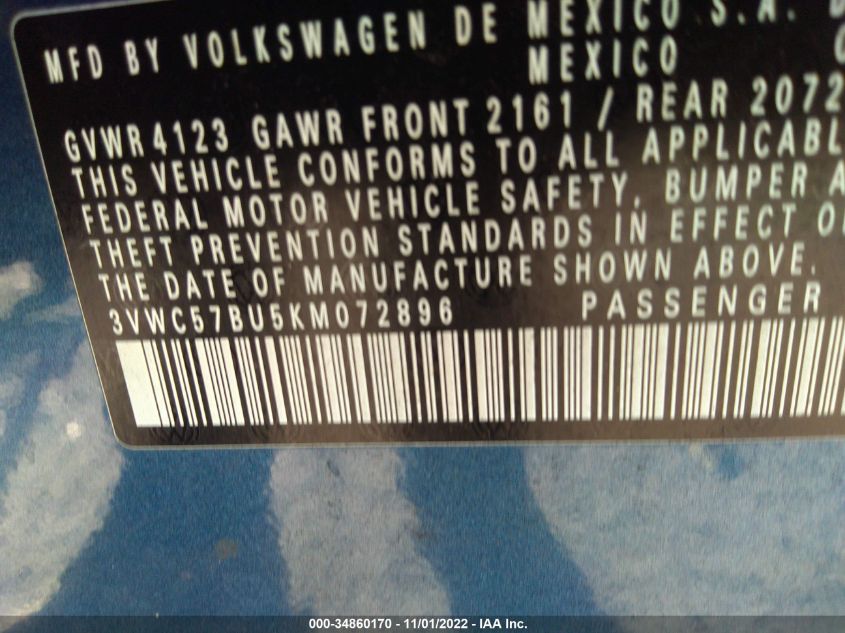 MFD BY VOLKSWAGEN DE MEXICO S.A.
MEXICO
GVWR 4123 GAWR FRONT 2161 / REAR 2072
THIS VEHICLE CONFORMS TO ALL APPLICABL
FEDERAL MOTOR VEHICLE SAFETY, BUMPER A
THEFT PREVENTION STANDARDS IN EFFECT O
THE DATE OF MANUFACTURE SHOWN ABOVE.
3VWC57BU5KM072896 PASSENGER
000-34860170 - 11/01/2022 - IAA Inc.